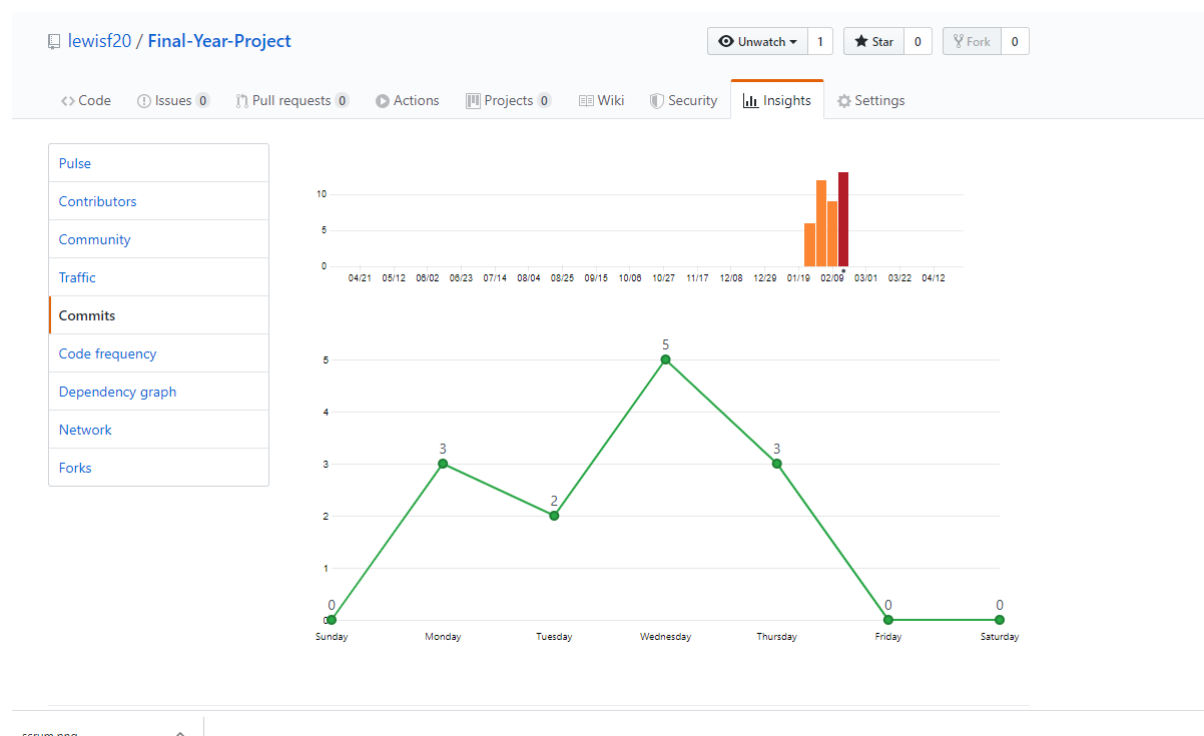 lewisf20 / Final-Year-Project
Unwatch 1 Star 0 Fork 0
Code Issues 0 Pull requests 0 Actions Projects 0 Wiki Security Insights Settings
Pulse
Contributors
Community
Traffic
Commits
Code frequency
Dependency graph
Network
Forks
10
5
0
04/21 05/12 06/02 06/23 07/14 08/04 08/25 09/15 10/06 10/27 11/17 12/08 12/29 01/19 02/09 03/01 03/22 04/12
5
5
4
3
3
3
2
2
1
0
0
0
0
Sunday Monday Tuesday Wednesday Thursday Friday Saturday
scrum.png